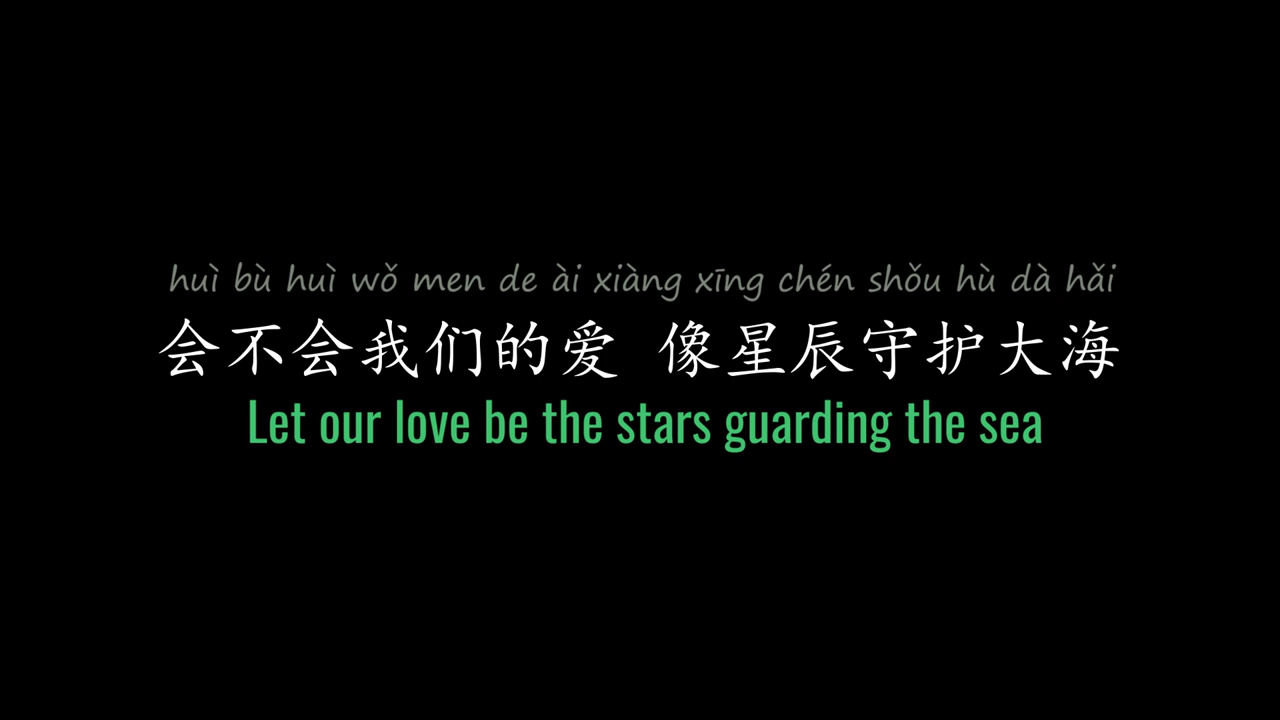 huì bù huì wǒ men de ài xiàng xīng chén shǒu hù dà hǎi
会不会我们的爱 像星辰守护大海
Let our love be the stars guarding the sea